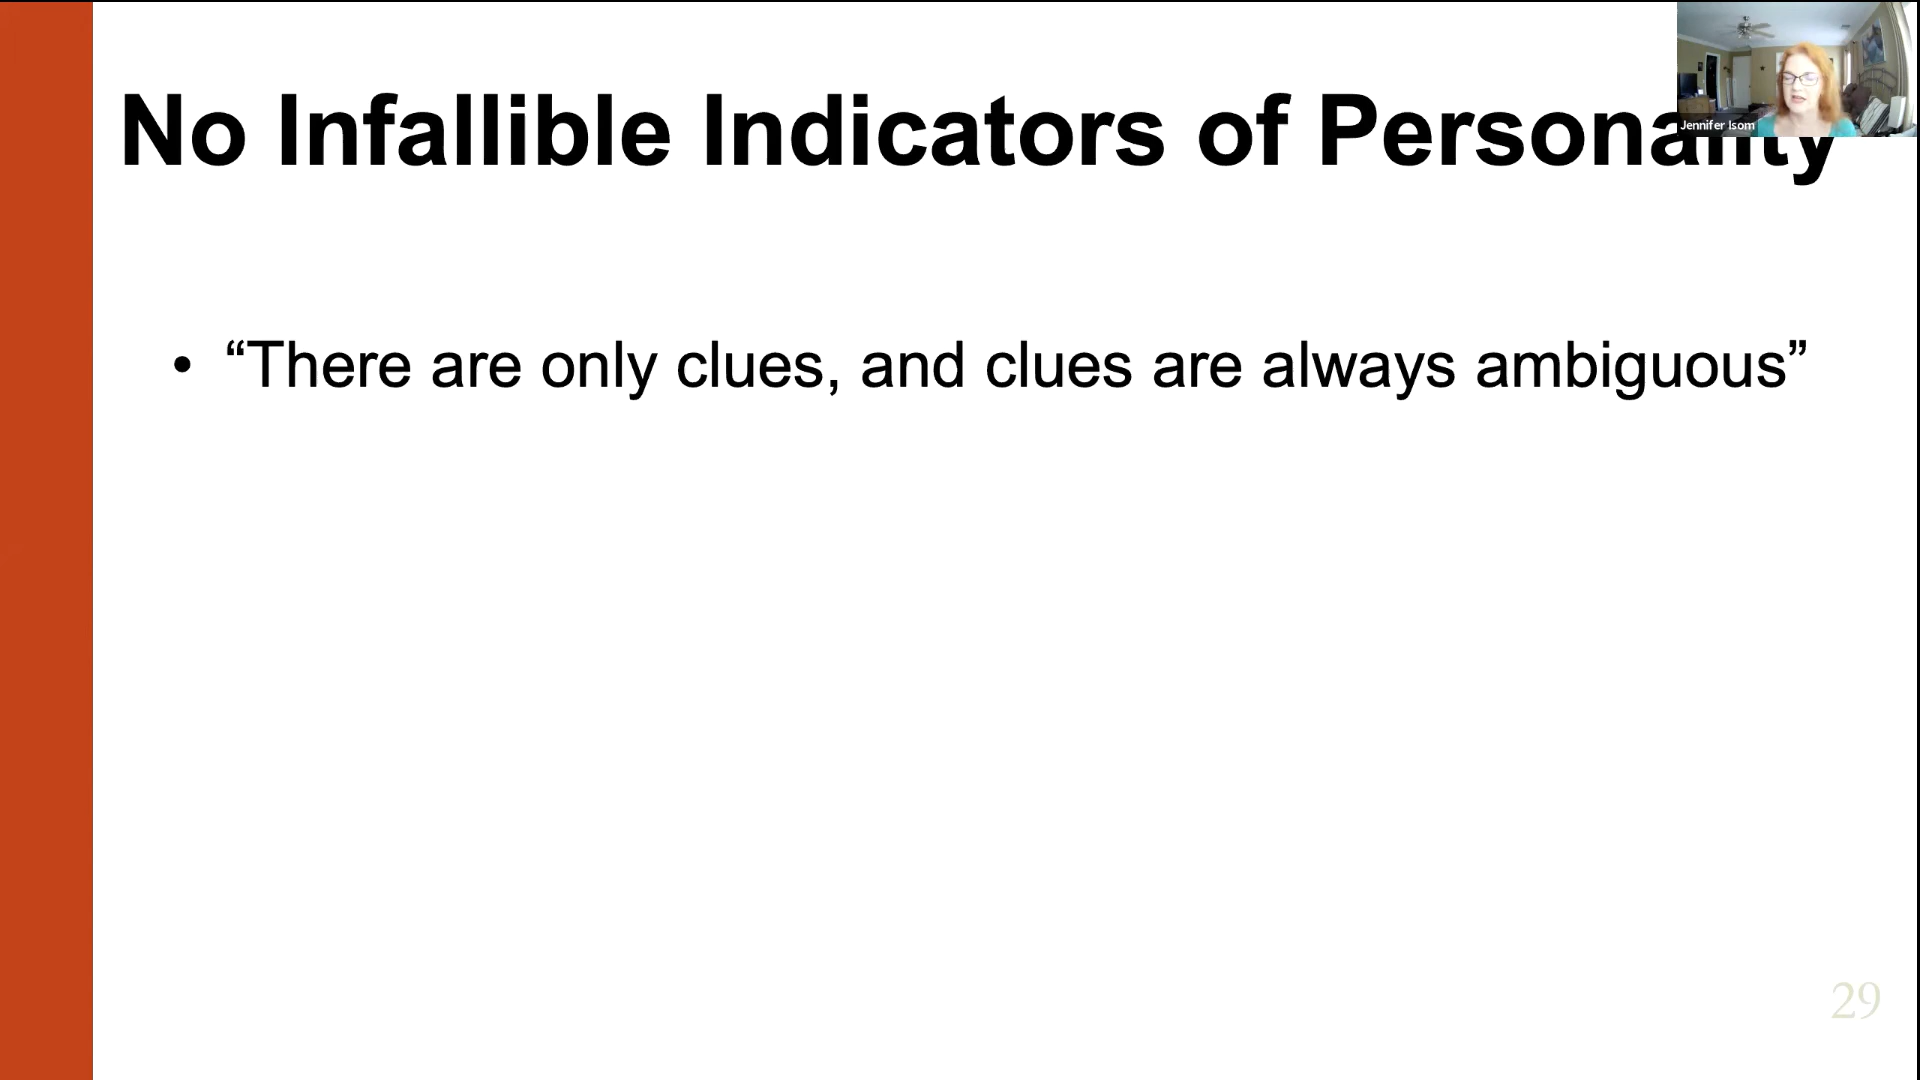 No Infallible Indicators of Personality
Jennifer Isom
• “There are only clues, and clues are always ambiguous”
29